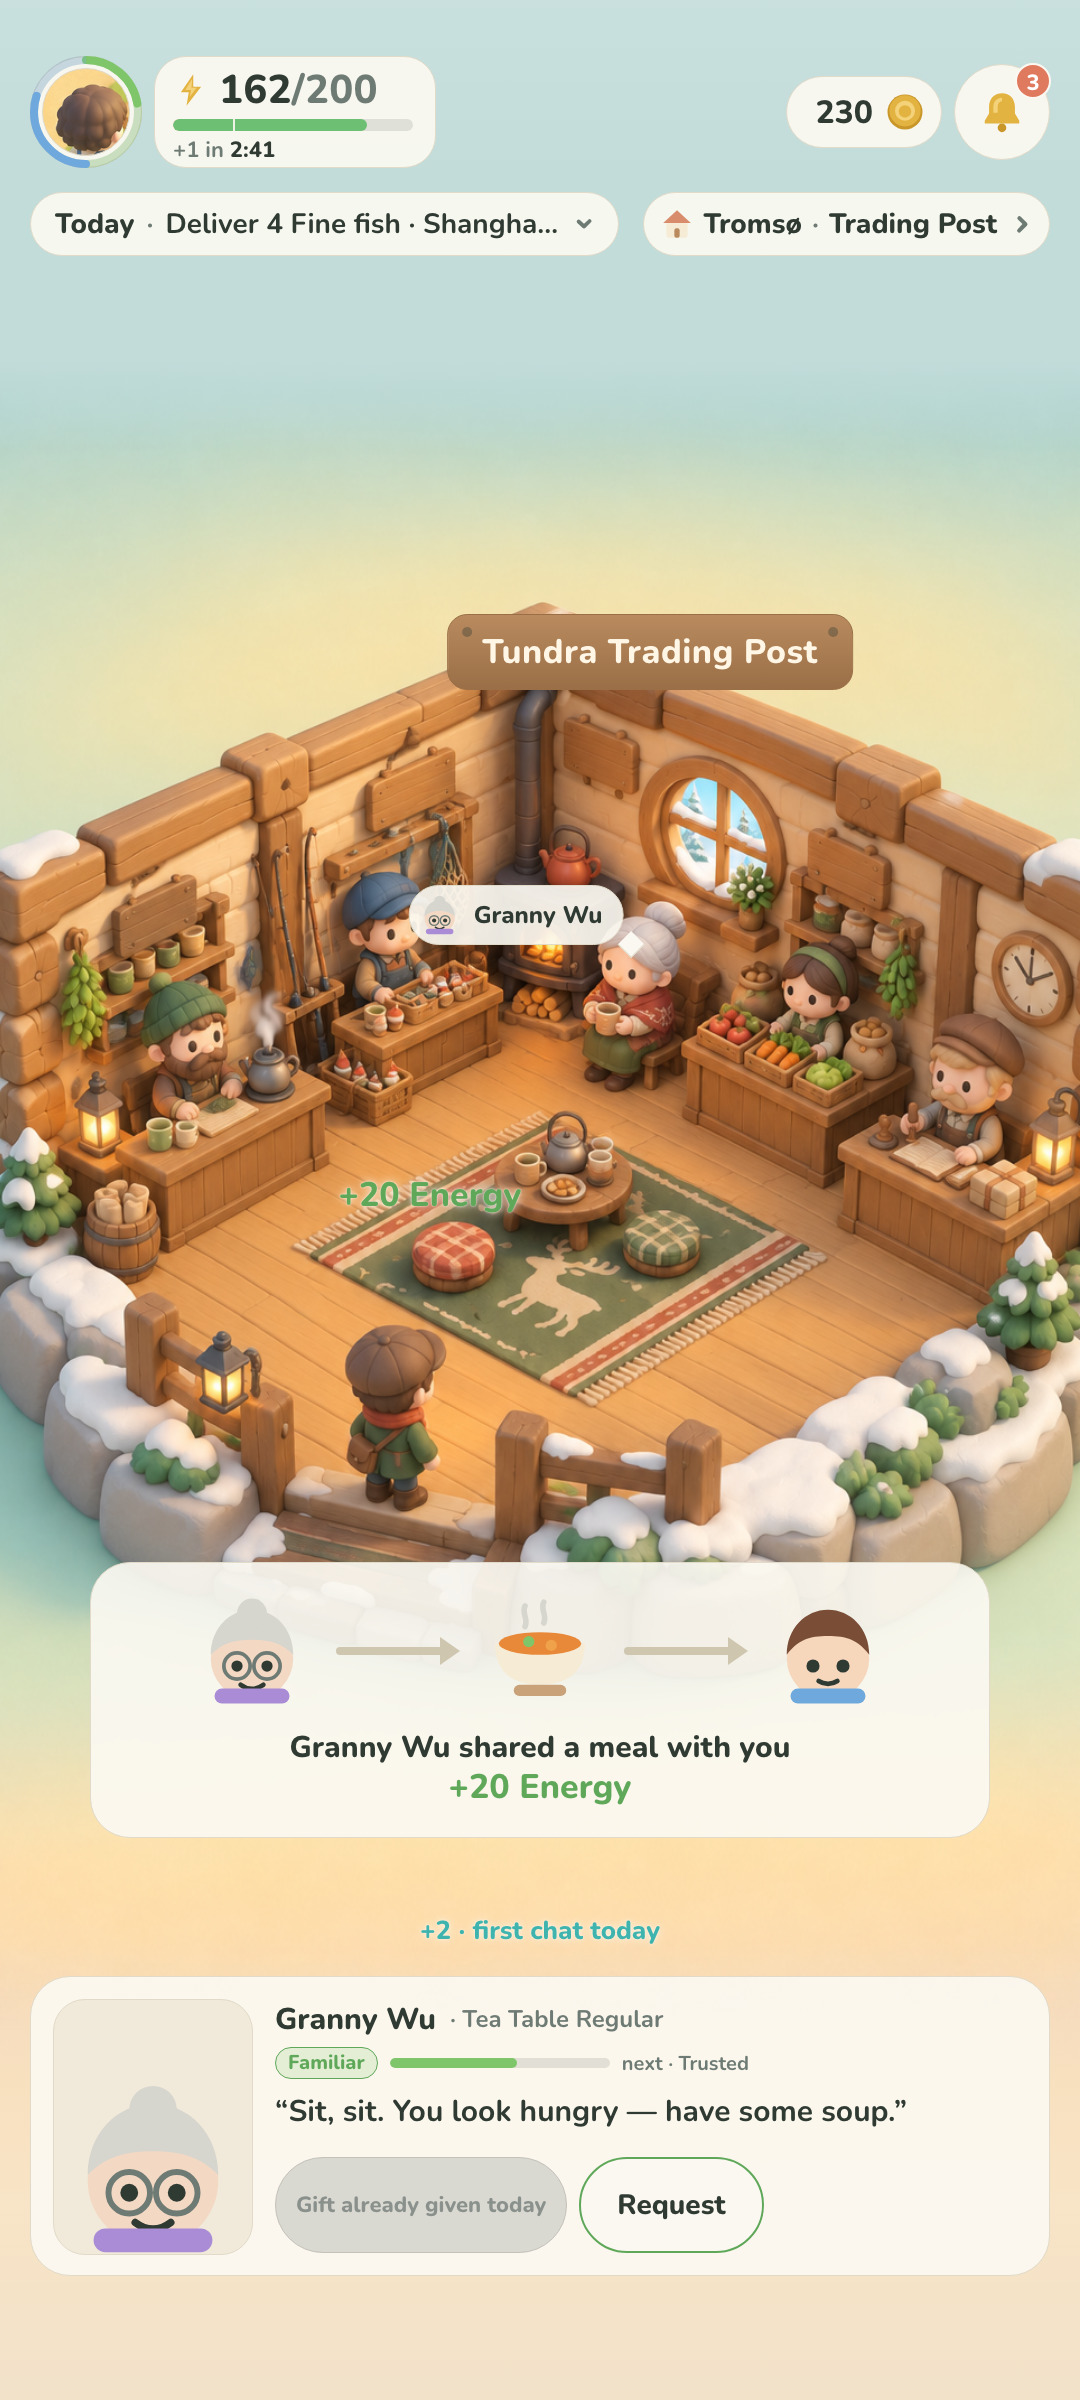 162/200
+1 in 2:41
230
3
Today · Deliver 4 Fine fish · Shangha...
Tromsø · Trading Post
Tundra Trading Post
Granny Wu
+20 Energy
Granny Wu shared a meal with you
+20 Energy
+2 · first chat today
Granny Wu · Tea Table Regular
Familiar next · Trusted
“Sit, sit. You look hungry — have some soup.”
Gift already given today
Request